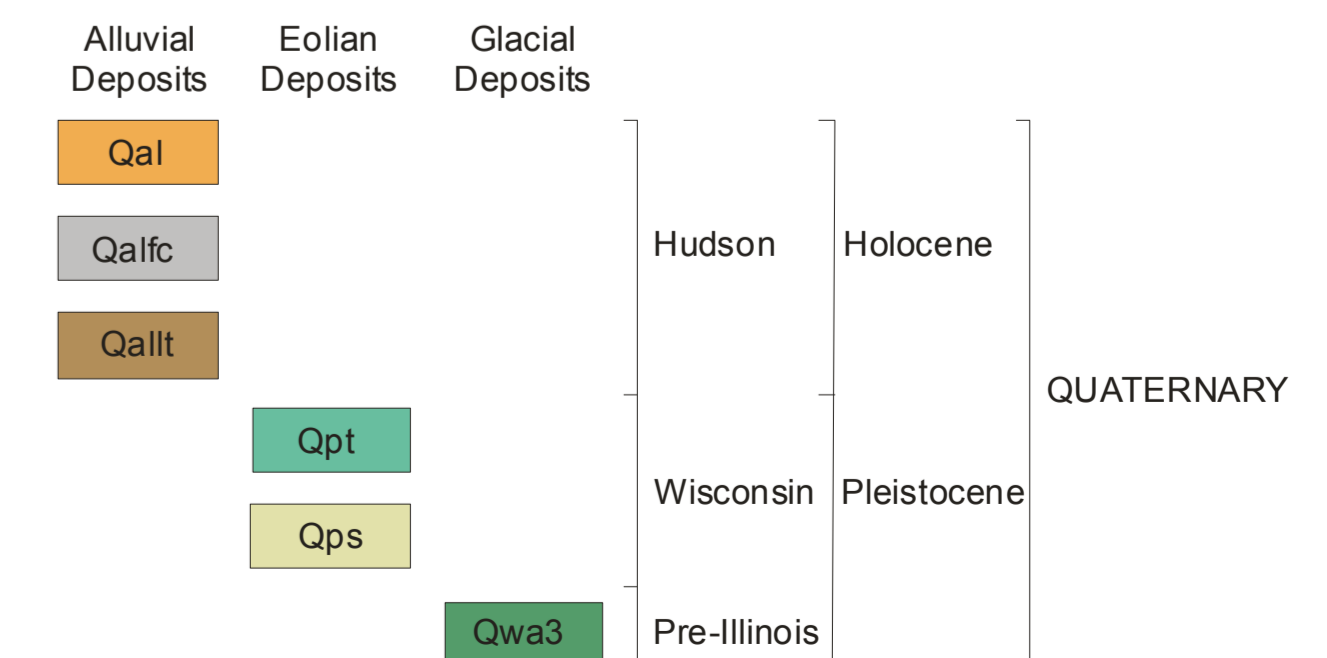 Alluvial Deposits
Eolian Deposits
Glacial Deposits
Qal
Qalfc
Hudson
Holocene
Qallt
QUATERNARY
Qpt
Wisconsin
Pleistocene
Qps
Qwa3
Pre-Illinois